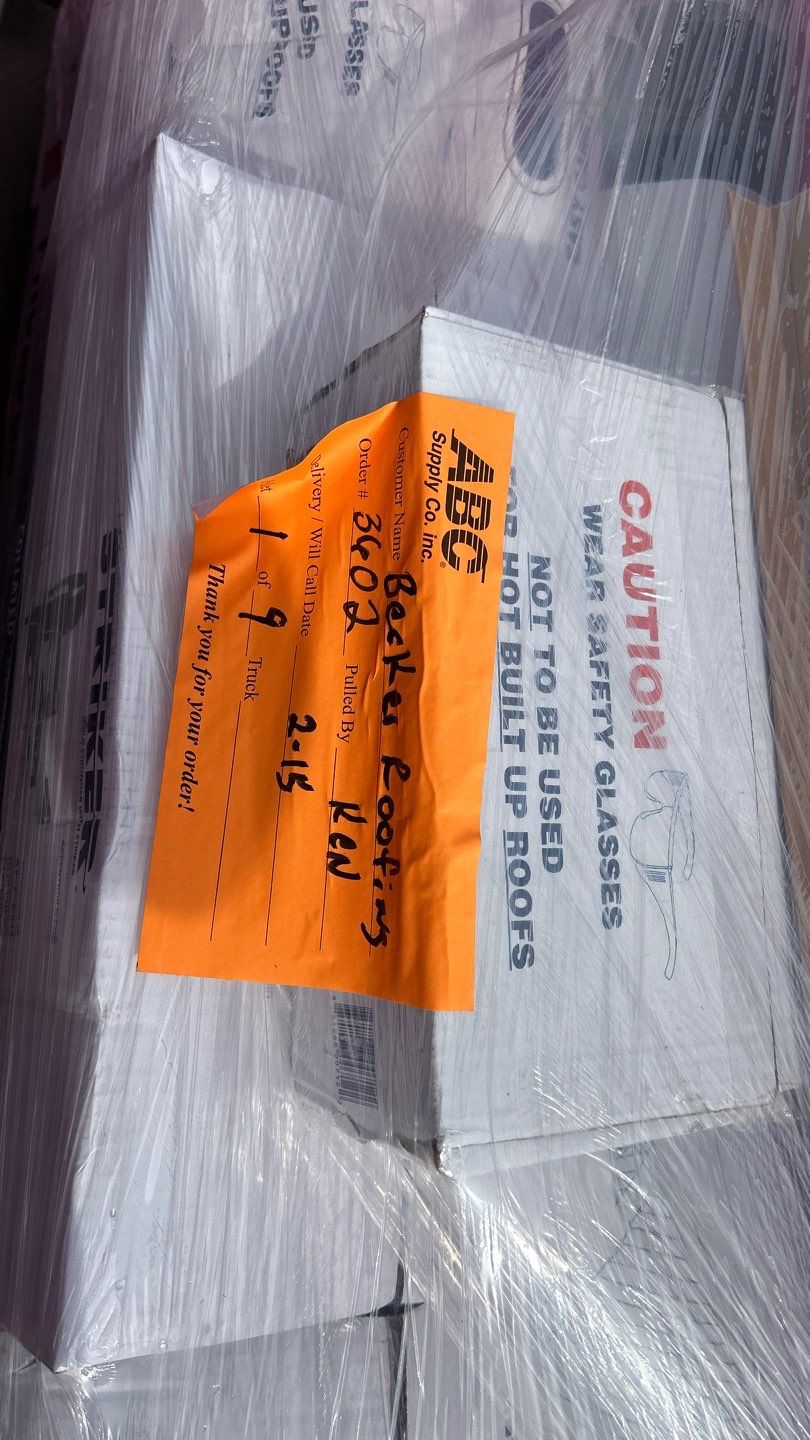 ABC
Supply Co. inc.
Customer Name Becker Roofing
Order # 3602 Pulled By KEN
Delivery / Will Call Date 2-15
1 of 9 Truck
Thank you for your order!
CAUTION
WEAR SAFETY GLASSES
NOT TO BE USED
FOR HOT BUILT UP ROOFS
STRIKER